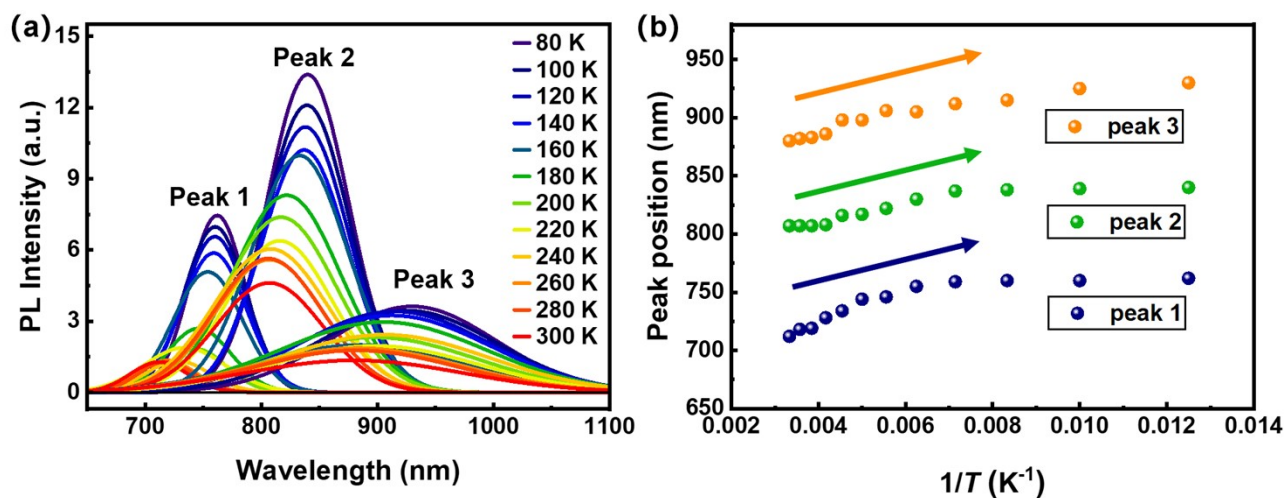 (a)
PL Intensity (a.u.)
15
12
9
6
3
0
Peak 1
Peak 2
Peak 3
80 K
100 K
120 K
140 K
160 K
180 K
200 K
220 K
240 K
260 K
280 K
300 K
700 800 900 1000 1100
Wavelength (nm)
(b)
Peak position (nm)
950
900
850
800
750
700
650
peak 3
peak 2
peak 1
0.002 0.004 0.006 0.008 0.010 0.012 0.014
1/T (K⁻¹)